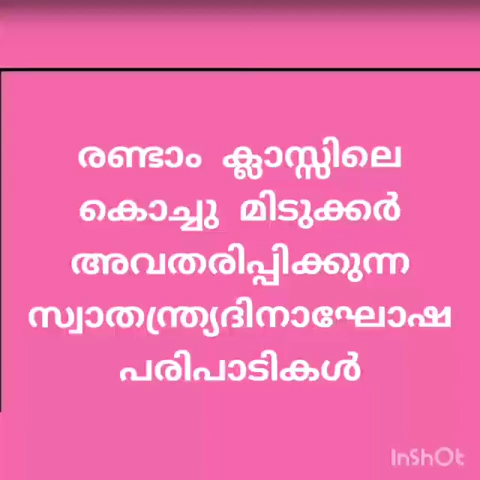 രണ്ടാം ക്ലാസ്സിലെ
കൊച്ചു മിടുക്കർ
അവതരിപ്പിക്കുന്ന
സ്വാതന്ത്ര്യദിനാഘോഷ
പരിപാടികൾ
InShOt